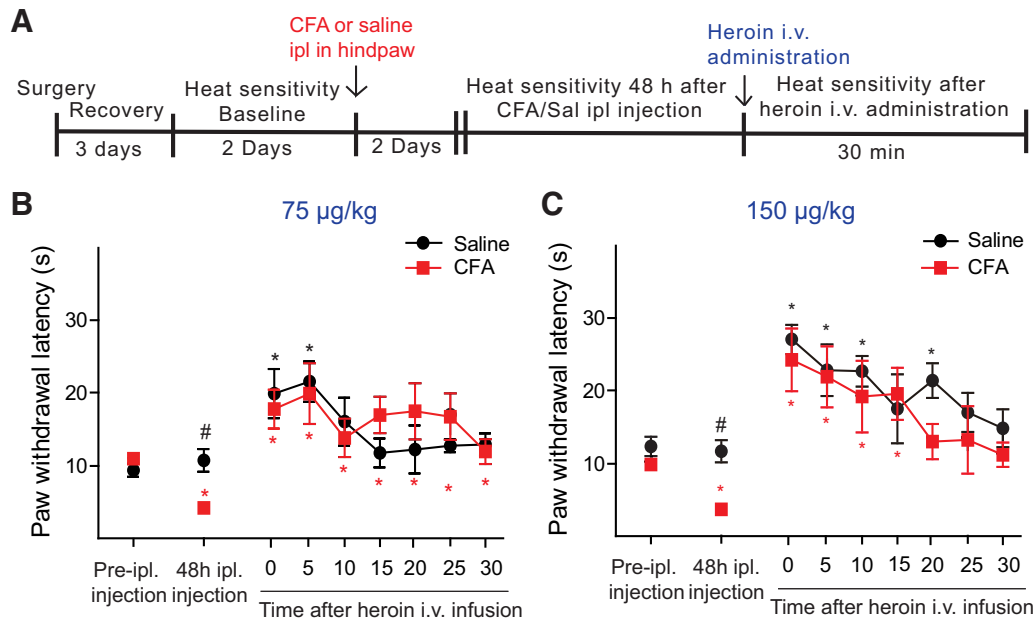 A
CFA or saline
ipl in hindpaw
Heroin i.v.
administration
Surgery
Recovery
Heat sensitivity
Baseline
Heat sensitivity 48 h after
CFA/Sal ipl injection
Heat sensitivity after
heroin i.v. administration
3 days
2 Days
2 Days
30 min
B
75 µg/kg
Saline
CFA
Paw withdrawal latency (s)
30
20
10
* *
#
* * * * * * * *
Pre-ipl.
injection
48h ipl.
injection
0 5 10 15 20 25 30
Time after heroin i.v. infusion
C
150 µg/kg
Saline
CFA
Paw withdrawal latency (s)
30
20
10
* * * *
#
* * * * *
Pre-ipl.
injection
48h ipl.
injection
0 5 10 15 20 25 30
Time after heroin i.v. infusion